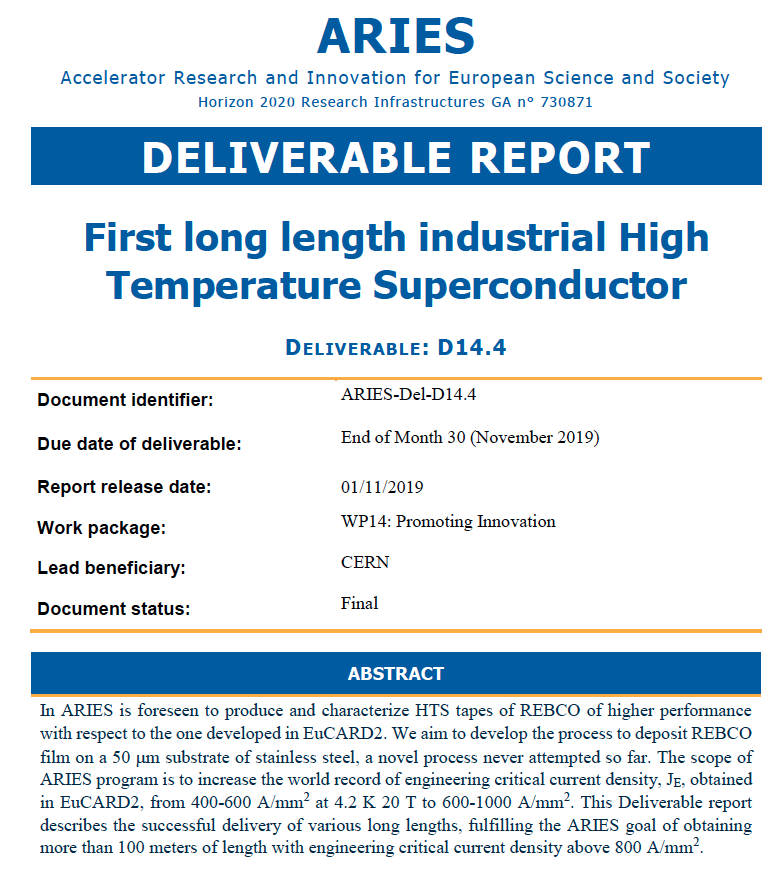 ARIES
Accelerator Research and Innovation for European Science and Society
Horizon 2020 Research Infrastructures GA n° 730871
DELIVERABLE REPORT
First long length industrial High
Temperature Superconductor
DELIVERABLE: D14.4
Document identifier: ARIES-Del-D14.4
Due date of deliverable: End of Month 30 (November 2019)
Report release date: 01/11/2019
Work package: WP14: Promoting Innovation
Lead beneficiary: CERN
Document status: Final
ABSTRACT
In ARIES is foreseen to produce and characterize HTS tapes of REBCO of higher performance
with respect to the one developed in EuCARD2. We aim to develop the process to deposit REBCO
film on a 50 µm substrate of stainless steel, a novel process never attempted so far. The scope of
ARIES program is to increase the world record of engineering critical current density, J_E, obtained
in EuCARD2, from 400-600 A/mm² at 4.2 K 20 T to 600-1000 A/mm². This Deliverable report
describes the successful delivery of various long lengths, fulfilling the ARIES goal of obtaining
more than 100 meters of length with engineering critical current density above 800 A/mm².